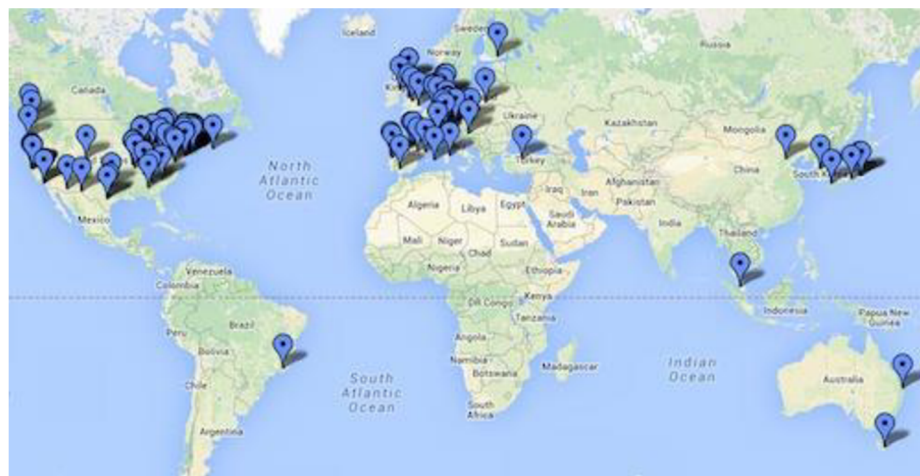 Iceland
Sweden
Norway
Russia
Canada
Ukraine
Kazakhstan
Mongolia
North
Atlantic
Ocean
Turkey
China
South K
Afghanistan
Iraq
Iran
Pakistan
Algeria
Libya
Egypt
Saudi
Arabia
India
Mexico
Mali
Niger
Chad
Sudan
Thailand
Nigeria
Ethiopia
Venezuela
Colombia
DR Congo
Kenya
Indonesia
Papua New
Guinea
Tanzania
Brazil
Peru
Angola
Bolivia
Namibia
Madagascar
Botswana
Indian
Ocean
Australia
Chile
South
Atlantic
Ocean
South
Africa
Argentina